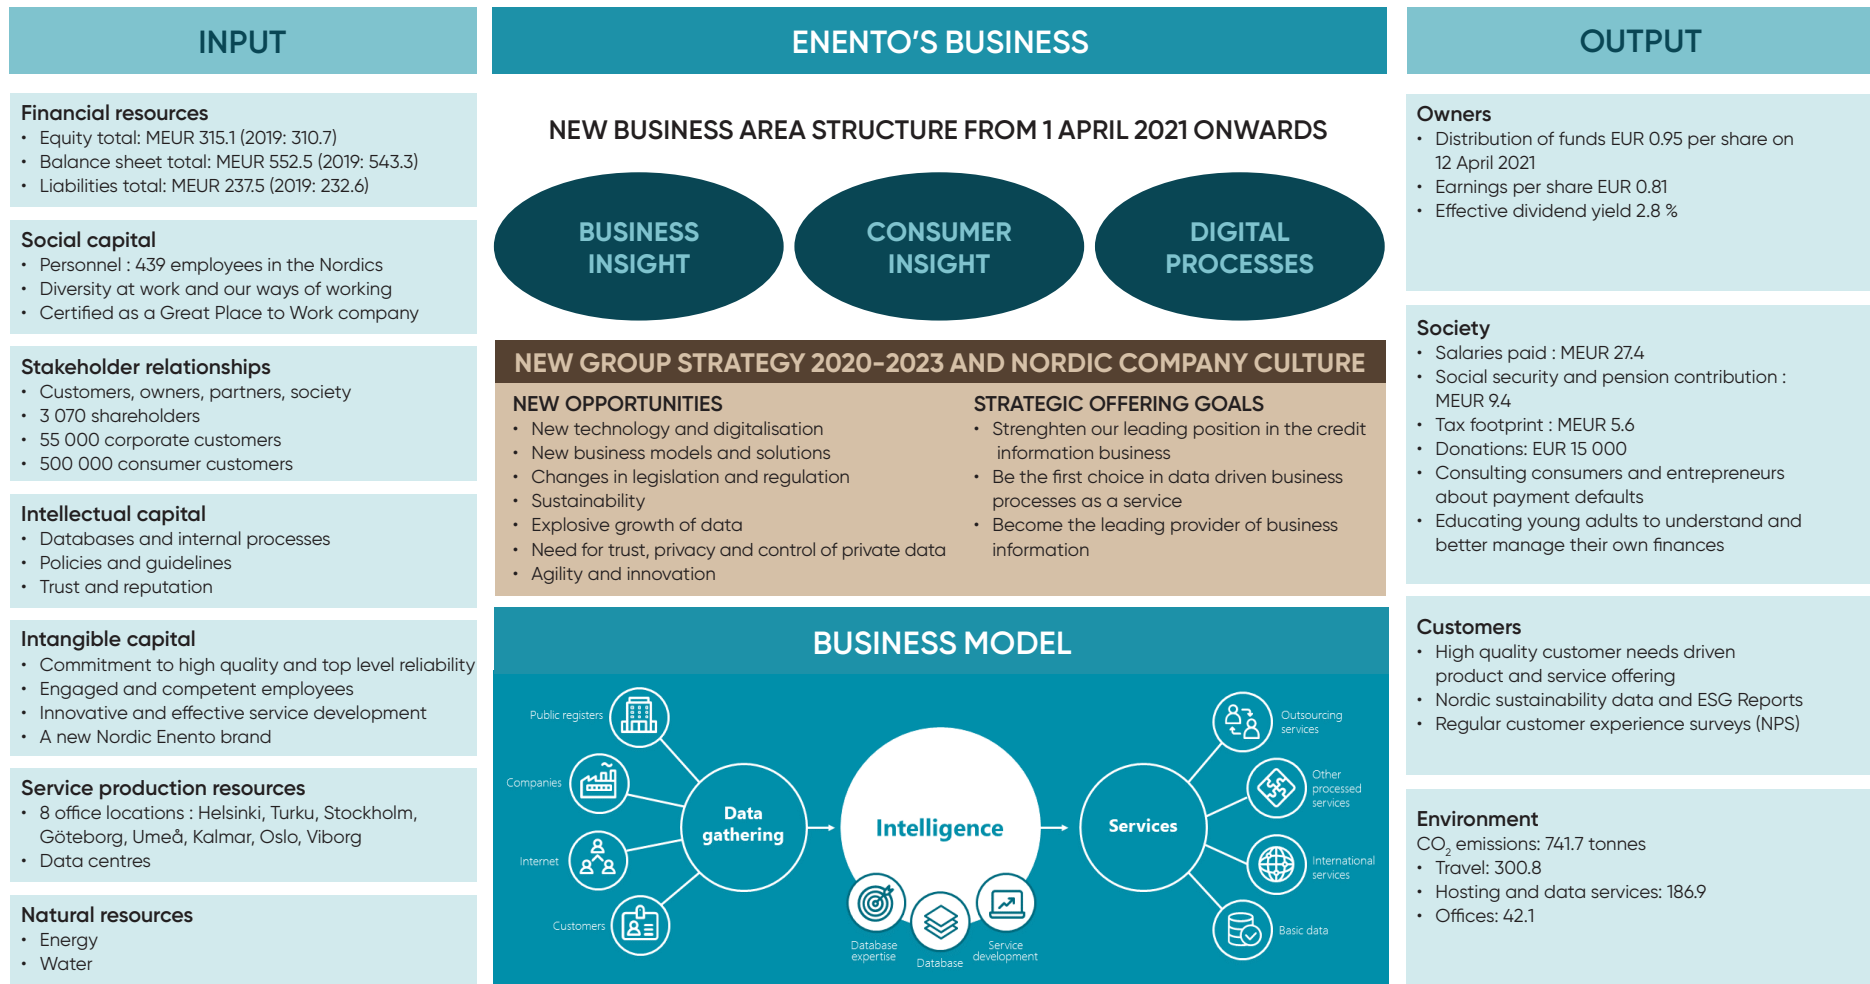 INPUT
Financial resources
• Equity total: MEUR 315.1 (2019: 310.7)
• Balance sheet total: MEUR 552.5 (2019: 543.3)
• Liabilities total: MEUR 237.5 (2019: 232.6)
Social capital
• Personnel : 439 employees in the Nordics
• Diversity at work and our ways of working
• Certified as a Great Place to Work company
Stakeholder relationships
• Customers, owners, partners, society
• 3 070 shareholders
• 55 000 corporate customers
• 500 000 consumer customers
Intellectual capital
• Databases and internal processes
• Policies and guidelines
• Trust and reputation
Intangible capital
• Commitment to high quality and top level reliability
• Engaged and competent employees
• Innovative and effective service development
• A new Nordic Enento brand
Service production resources
• 8 office locations : Helsinki, Turku, Stockholm,
Göteborg, Umeå, Kalmar, Oslo, Viborg
• Data centres
Natural resources
• Energy
• Water
ENENTO'S BUSINESS
NEW BUSINESS AREA STRUCTURE FROM 1 APRIL 2021 ONWARDS
BUSINESS
INSIGHT
CONSUMER
INSIGHT
DIGITAL
PROCESSES
NEW GROUP STRATEGY 2020-2023 AND NORDIC COMPANY CULTURE
NEW OPPORTUNITIES
• New technology and digitalisation
• New business models and solutions
• Changes in legislation and regulation
• Sustainability
• Explosive growth of data
• Need for trust, privacy and control of private data
• Agility and innovation
STRATEGIC OFFERING GOALS
• Strenghten our leading position in the credit
information business
• Be the first choice in data driven business
processes as a service
• Become the leading provider of business
information
BUSINESS MODEL
Public registers
Companies
Internet
Customers
Data
gathering
Intelligence
Database
expertise
Database
Service
development
Services
Outsourcing
services
Other
processed
services
International
services
Basic data
OUTPUT
Owners
• Distribution of funds EUR 0.95 per share on
12 April 2021
• Earnings per share EUR 0.81
• Effective dividend yield 2.8 %
Society
• Salaries paid : MEUR 27.4
• Social security and pension contribution :
MEUR 9.4
• Tax footprint : MEUR 5.6
• Donations: EUR 15 000
• Consulting consumers and entrepreneurs
about payment defaults
• Educating young adults to understand and
better manage their own finances
Customers
• High quality customer needs driven
product and service offering
• Nordic sustainability data and ESG Reports
• Regular customer experience surveys (NPS)
Environment
CO2 emissions: 741.7 tonnes
• Travel: 300.8
• Hosting and data services: 186.9
• Offices: 42.1